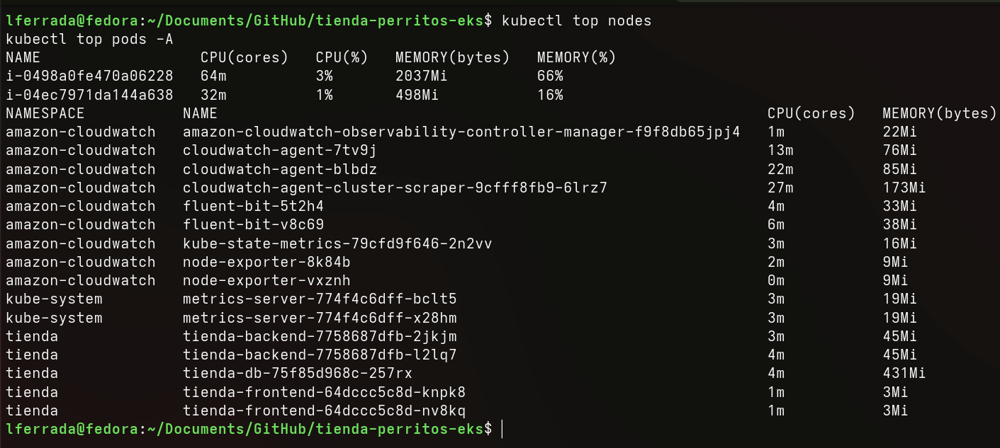 lferrada@fedora:~/Documents/GitHub/tienda-perritos-eks$ kubectl top nodes
kubectl top pods -A
NAME                  CPU(cores)   CPU(%)   MEMORY(bytes)   MEMORY(%)
i-0498a0fe470a06228   64m          3%       2037Mi          66%
i-04ec7971da144a638   32m          1%       498Mi           16%
NAMESPACE           NAME                                                              CPU(cores)   MEMORY(bytes)
amazon-cloudwatch   amazon-cloudwatch-observability-controller-manager-f9f8db65jpj4   1m           22Mi
amazon-cloudwatch   cloudwatch-agent-7tv9j                                            13m          76Mi
amazon-cloudwatch   cloudwatch-agent-blbdz                                            22m          85Mi
amazon-cloudwatch   cloudwatch-agent-cluster-scraper-9cfff8fb9-6lrz7                  27m          173Mi
amazon-cloudwatch   fluent-bit-5t2h4                                                  4m           33Mi
amazon-cloudwatch   fluent-bit-v8c69                                                  6m           38Mi
amazon-cloudwatch   kube-state-metrics-79cfd9f646-2n2vv                               3m           16Mi
amazon-cloudwatch   node-exporter-8k84b                                               2m           9Mi
amazon-cloudwatch   node-exporter-vxznh                                               0m           9Mi
kube-system         metrics-server-774f4c6dff-bclt5                                   3m           19Mi
kube-system         metrics-server-774f4c6dff-x28hm                                   3m           19Mi
tienda              tienda-backend-7758687dfb-2jkjm                                   3m           45Mi
tienda              tienda-backend-7758687dfb-l2lq7                                   4m           45Mi
tienda              tienda-db-75f85d968c-257rx                                        4m           431Mi
tienda              tienda-frontend-64dccc5c8d-knpk8                                  1m           3Mi
tienda              tienda-frontend-64dccc5c8d-nv8kq                                  1m           3Mi
lferrada@fedora:~/Documents/GitHub/tienda-perritos-eks$